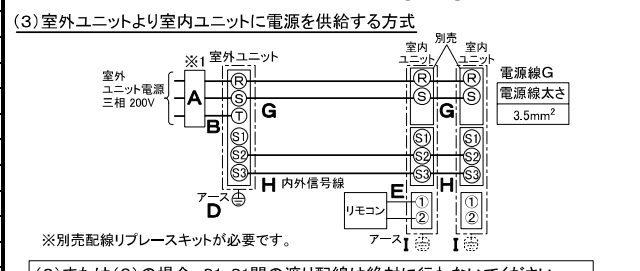 (3)室外ユニットより室内ユニットに電源を供給する方式
別売
※1 室外ユニット
室内
ユニット
室内
ユニット
室外
ユニット電源
三相 200V
A
B
R
S
T
S1
S2
S3
G
H 内外信号線
アース
D
R
S
S1
S2
S3
E
リモコン
①
②
アース I
G
H
R
S
S1
S2
S3
①
②
I
電源線G
電源線太さ
3.5mm²
※別売配線リプレースキットが必要です。